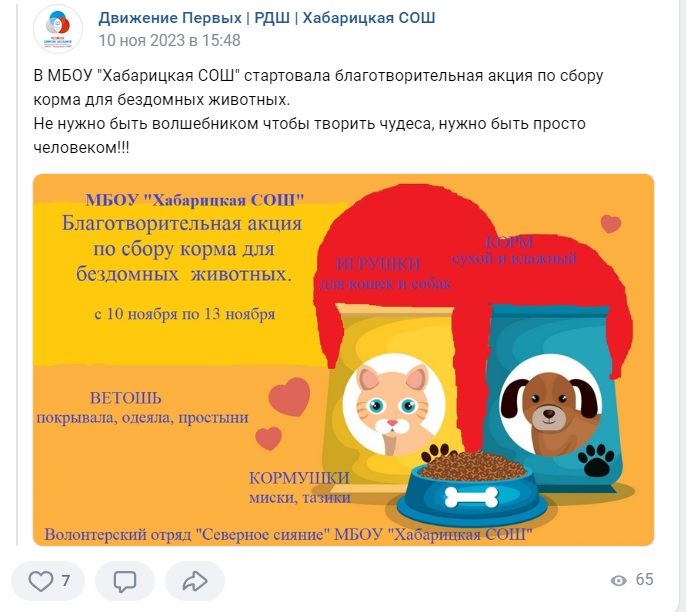 Движение Первых | РДШ | Хабарицкая СОШ
10 ноя 2023 в 15:48
В МБОУ "Хабарицкая СОШ" стартовала благотворительная акция по сбору
корма для бездомных животных.
Не нужно быть волшебником чтобы творить чудеса, нужно быть просто
человеком!!!
МБОУ "Хабарицкая СОШ"
Благотворительная акция
по сбору корма для
бездомных животных.
с 10 ноября по 13 ноября
КОРМ
сухой и влажный
ИГРУШКИ
для кошек и собак
ВЕТОШЬ
покрывала, одеяла, простыни
КОРМУШКИ
миски, тазики
Волонтерский отряд "Северное сияние" МБОУ "Хабарицкая СОШ"
7
65